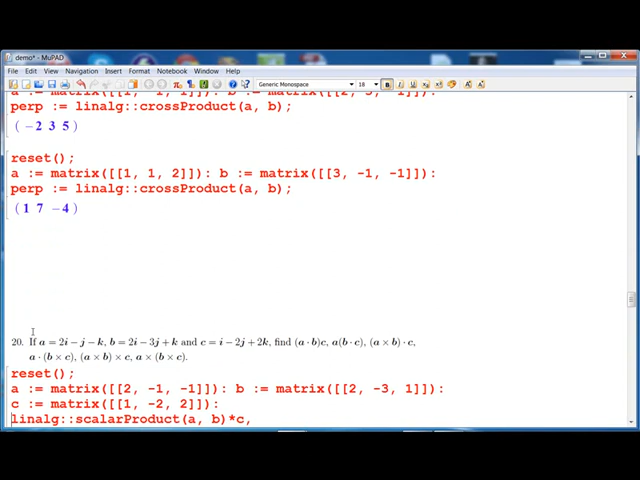 demo* - MuPAD
File Edit View Navigation Insert Format Notebook Window Help
Generic Monospace 18 B I U
perp := linalg::crossProduct(a, b);
( −2 3 5 )
reset();
a := matrix([[1, 1, 2]]): b := matrix([[3, -1, -1]]):
perp := linalg::crossProduct(a, b);
( 1 7 −4 )
20. If a = 2i − j − k, b = 2i − 3j + k and c = i − 2j + 2k, find (a · b)c, a(b · c), (a × b) · c,
a · (b × c), (a × b) × c, a × (b × c).
reset();
a := matrix([[2, -1, -1]]): b := matrix([[2, -3, 1]]):
c := matrix([[1, -2, 2]]):
linalg::scalarProduct(a, b)*c,